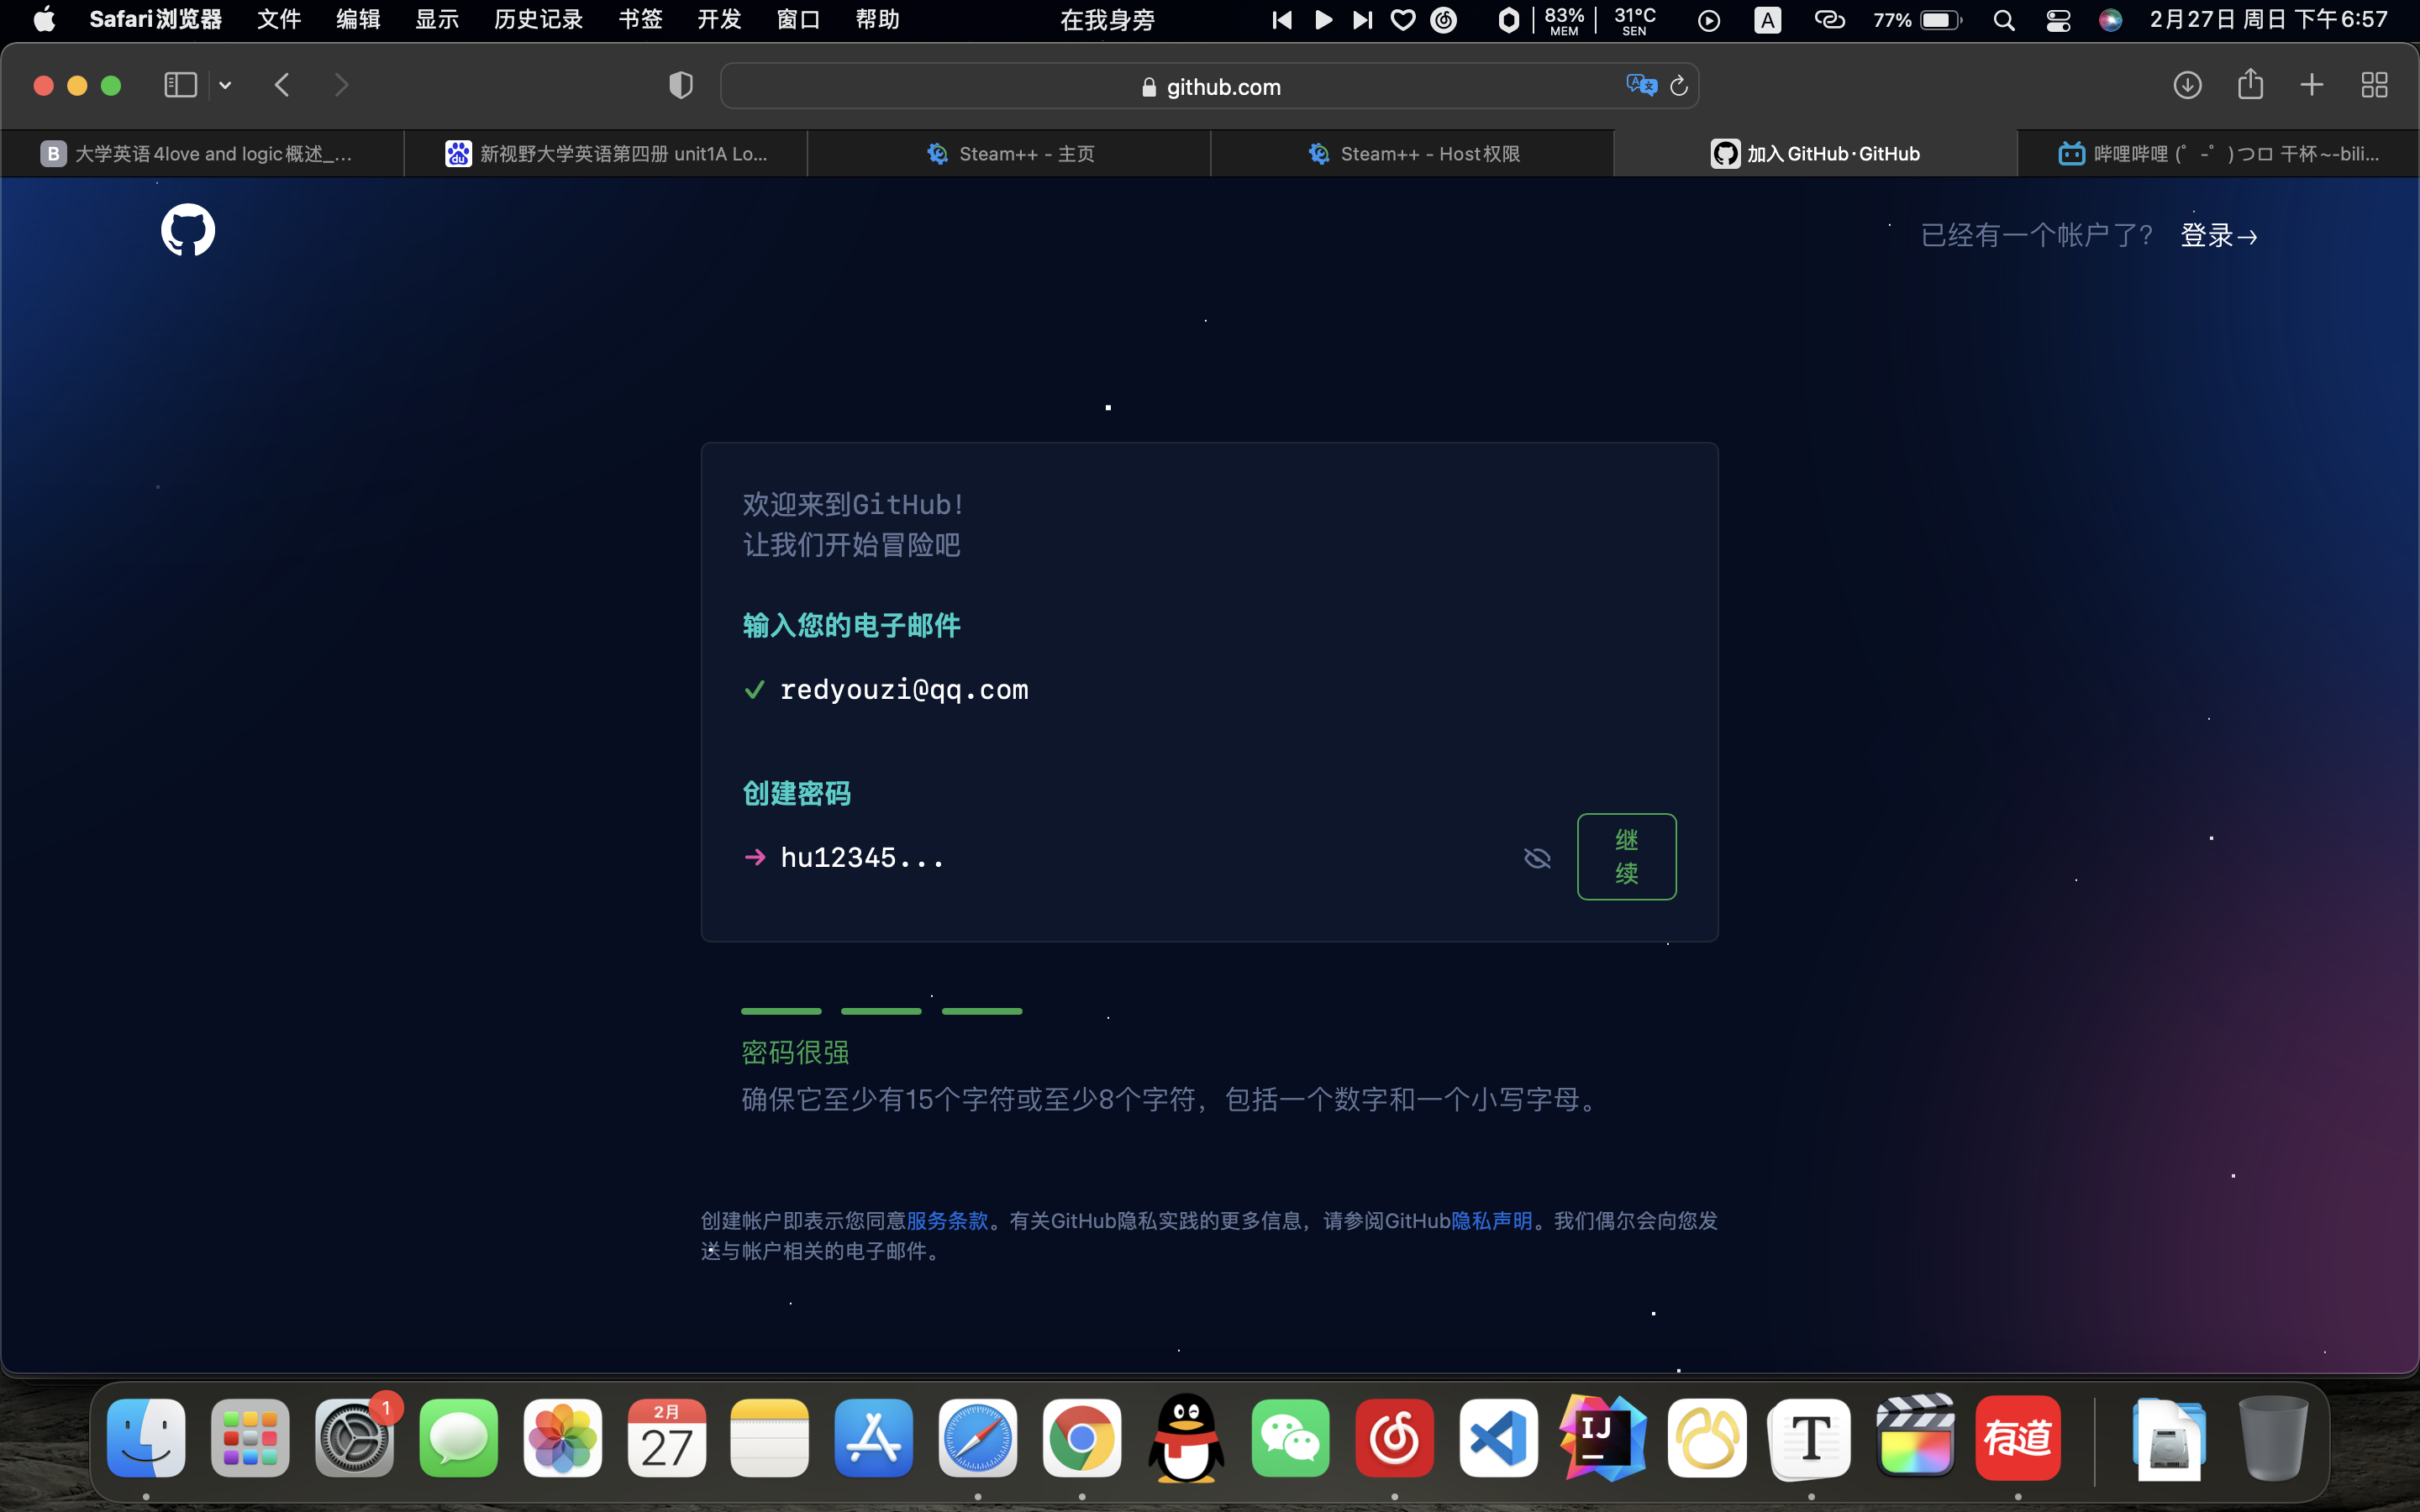 Safari浏览器 文件 编辑 显示 历史记录 书签 开发 窗口 帮助 在我身旁 83% MEM 31°C SEN A 77% 2月27日 周日 下午6:57
github.com
B 大学英语4love and logic概述_... du 新视野大学英语第四册 unit1A Lo... Steam++ - 主页 Steam++ - Host权限 加入 GitHub · GitHub 哔哩哔哩 (゜-゜)つロ 干杯~-bili...
已经有一个帐户了? 登录→
欢迎来到GitHub!
让我们开始冒险吧
输入您的电子邮件
redyouzi@qq.com
创建密码
hu12345...
继
续
密码很强
确保它至少有15个字符或至少8个字符，包括一个数字和一个小写字母。
创建帐户即表示您同意服务条款。有关GitHub隐私实践的更多信息，请参阅GitHub隐私声明。我们偶尔会向您发
送与帐户相关的电子邮件。
1
2月
27
IJ
T
有道